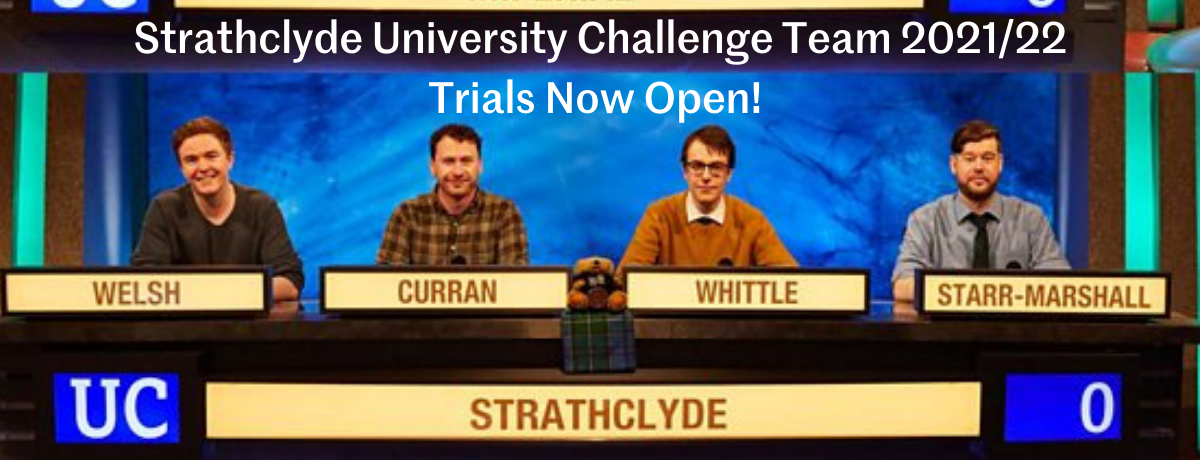 Strathclyde University Challenge Team 2021/22
Trials Now Open!
WELSH
CURRAN
WHITTLE
STARR-MARSHALL
UC
STRATHCLYDE
0